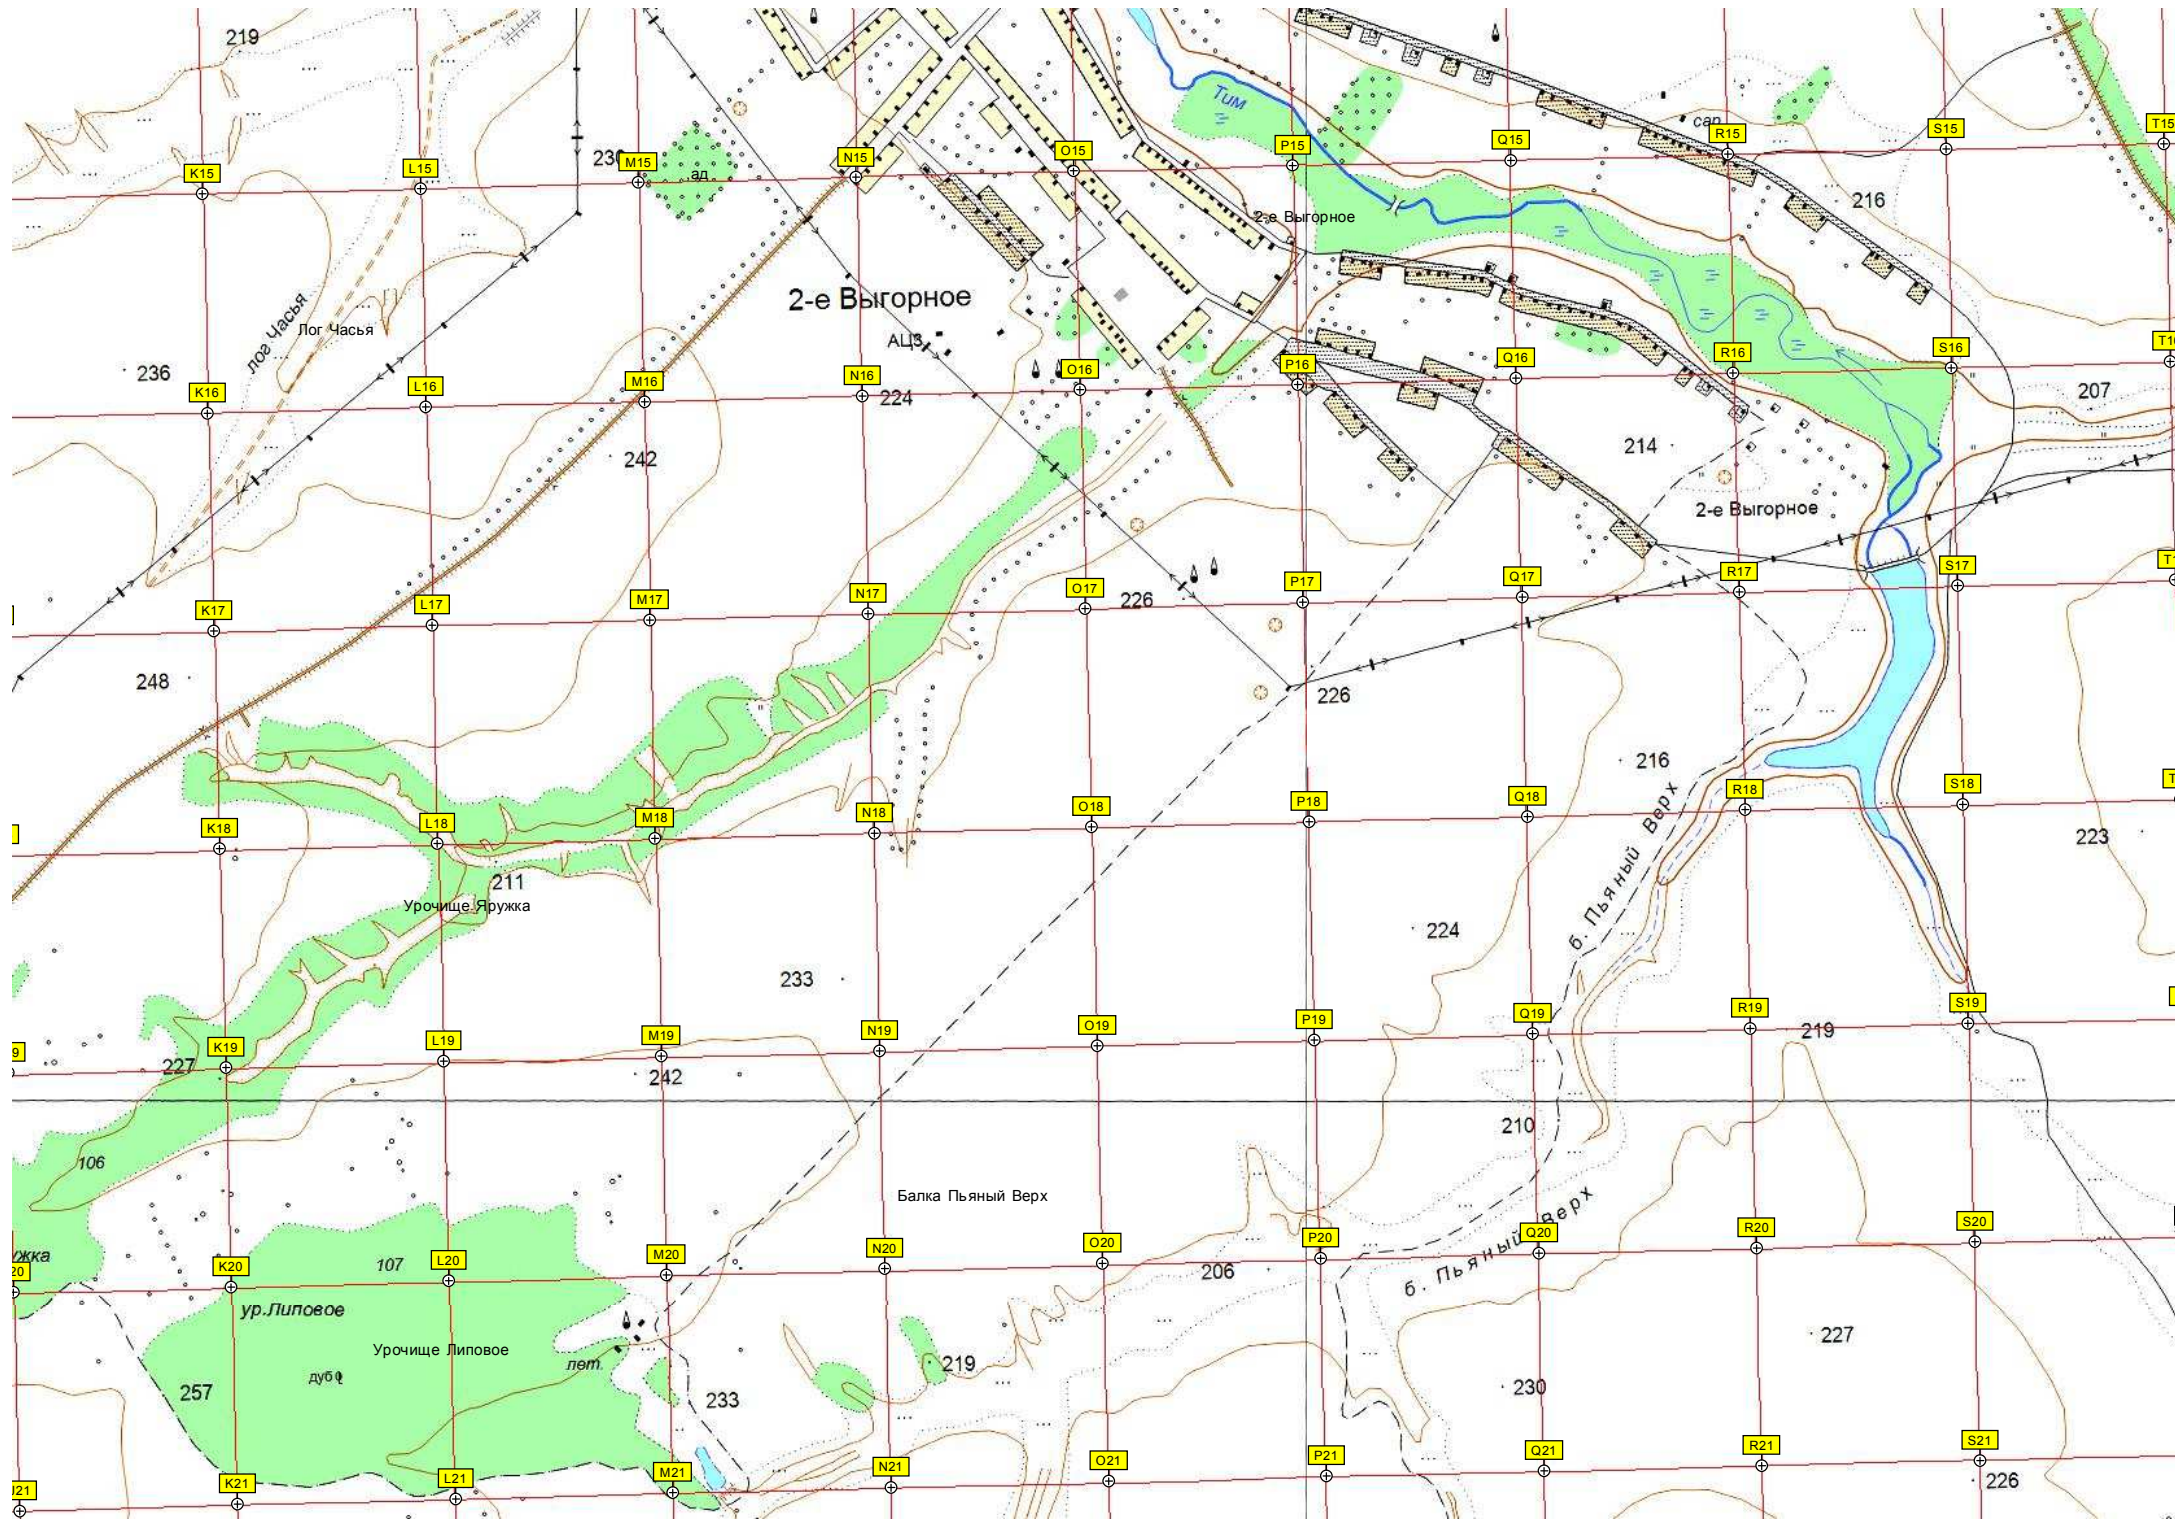 219
Тим
сар.
S15
T15
R15
Q15
P15
O15
N15
M15
L15
K15
230
ад.
216
2-е Выгорное
2-е Выгорное
лог Часья
Лог Часья
АЦЗ
236
K16
L16
M16
N16
O16
P16
Q16
R16
S16
224
207
242
214
2-е Выгорное
K17
L17
M17
N17
O17
P17
Q17
R17
S17
226
248
226
216
K18
L18
M18
N18
O18
P18
Q18
R18
S18
223
211
Урочище Яружка
б. Пьяный Верх
224
233
K19
L19
M19
N19
O19
P19
Q19
R19
S19
227
242
219
106
210
Балка Пьяный Верх
K20
L20
M20
N20
O20
P20
Q20
R20
S20
107
206
б. Пьяный Верх
ур.Липовое
Урочище Липовое
лет.
дуб
257
233
219
227
230
K21
L21
M21
N21
O21
P21
Q21
R21
S21
226